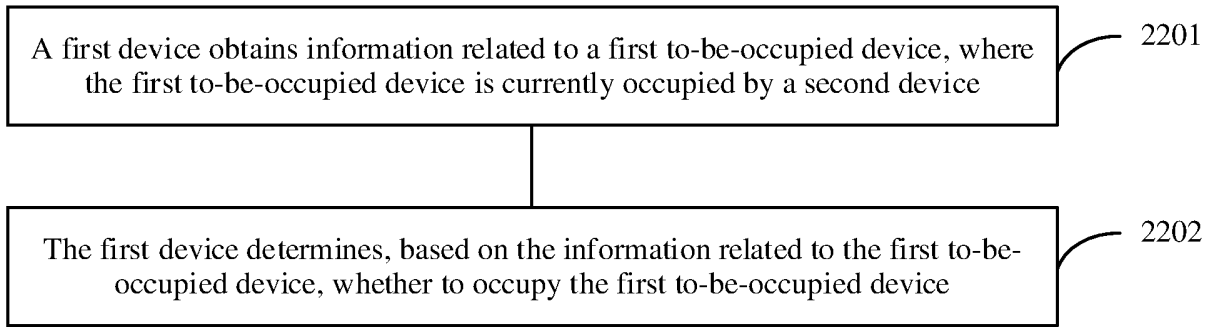 A first device obtains information related to a first to-be-occupied device, where
the first to-be-occupied device is currently occupied by a second device
2201
The first device determines, based on the information related to the first to-be-
occupied device, whether to occupy the first to-be-occupied device
2202